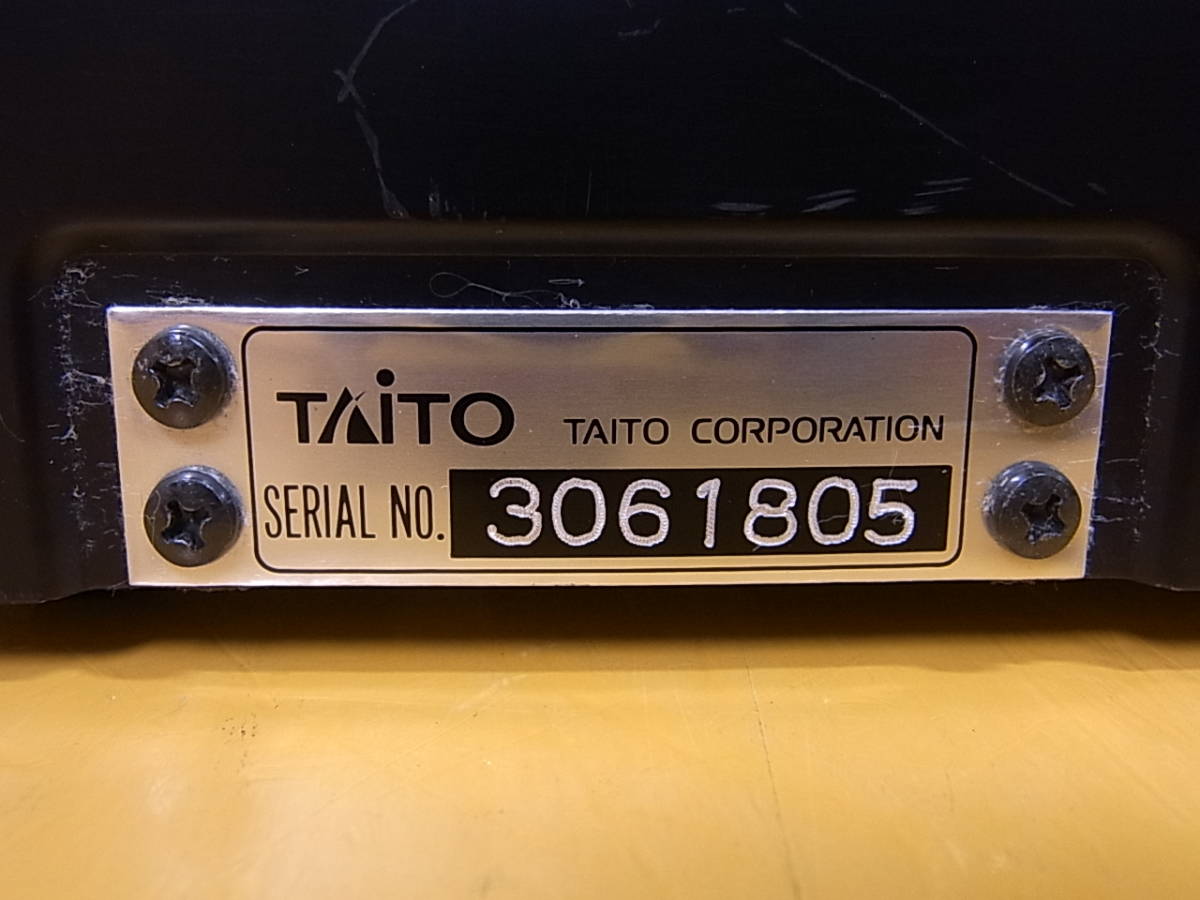 TAiTO TAITO CORPORATION
SERIAL NO. 3061805